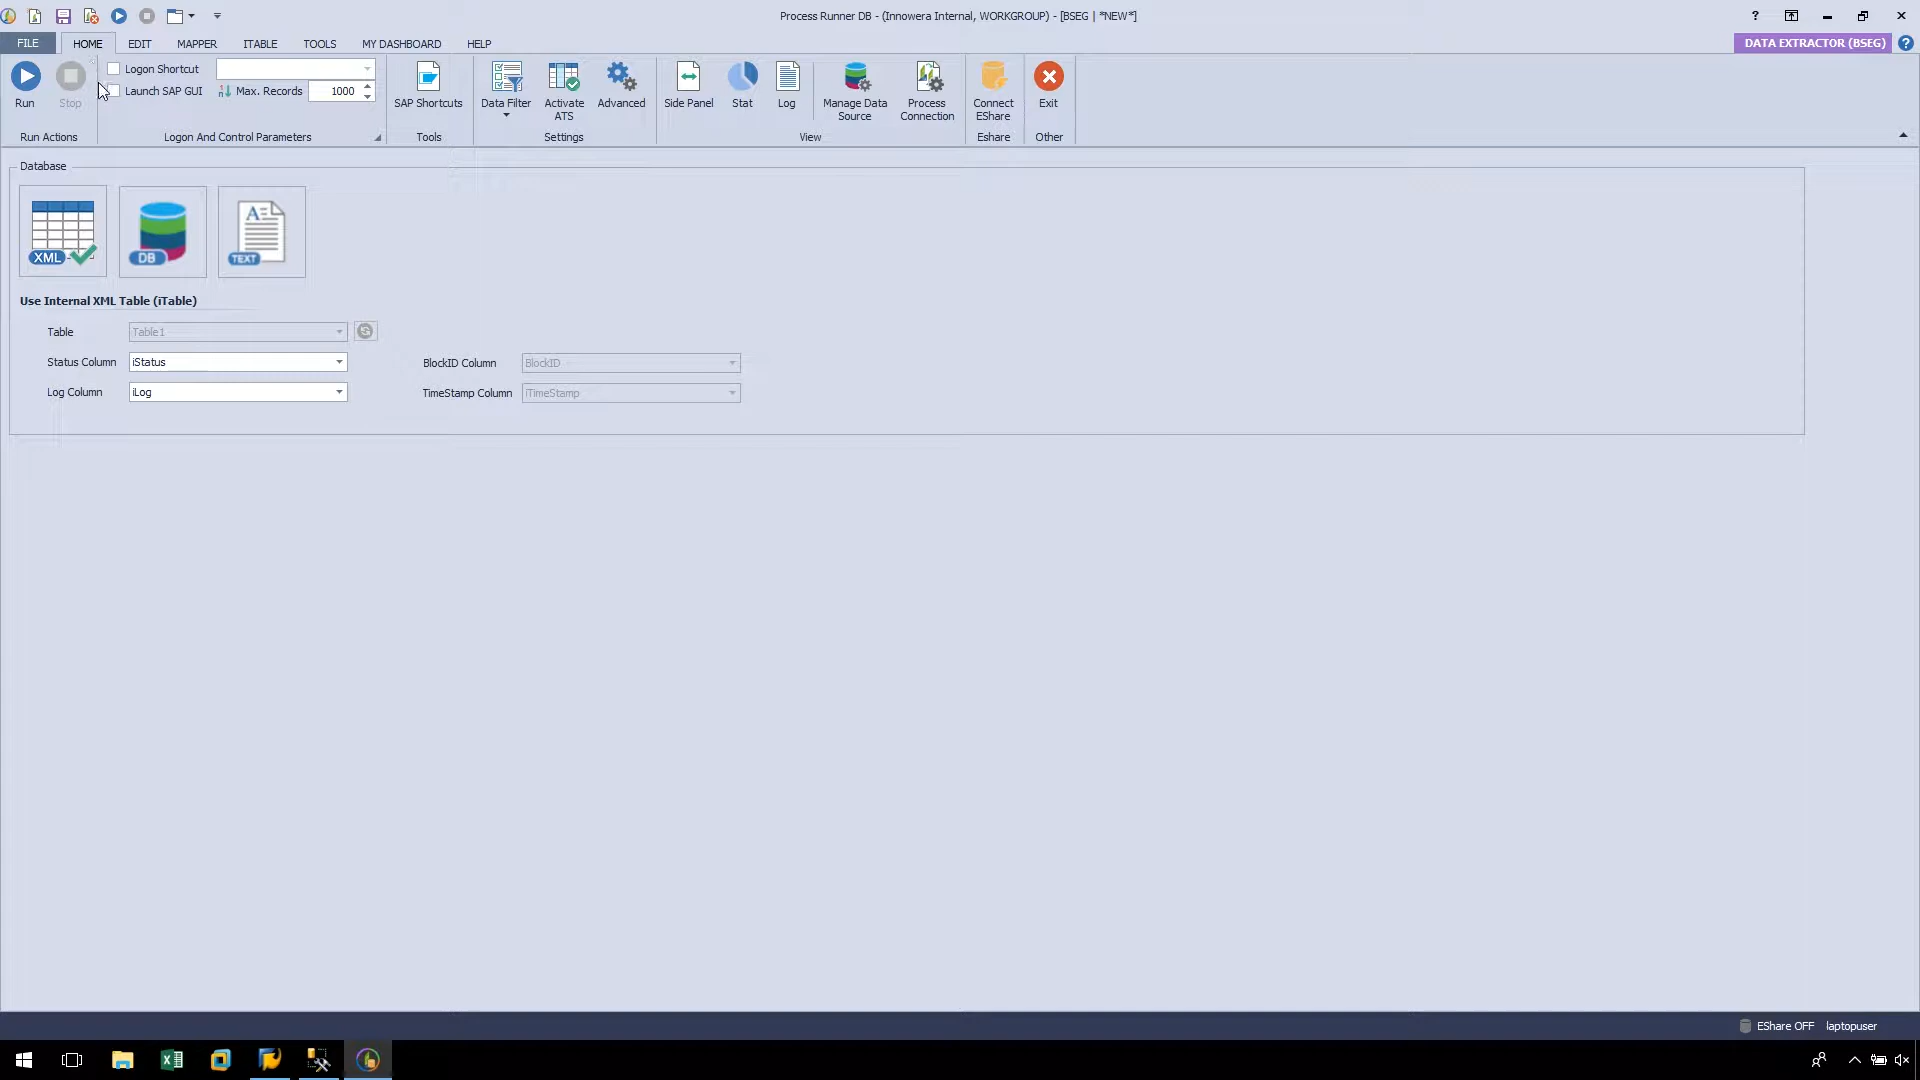 Process Runner DB - (Innowera Internal, WORKGROUP) - [BSEG | *NEW*]
?
FILE
HOME
EDIT
MAPPER
ITABLE
TOOLS
MY DASHBOARD
HELP
DATA EXTRACTOR (BSEG)
?
Run
Stop
Run Actions
Logon Shortcut
Launch SAP GUI
Max. Records
1000
Logon And Control Parameters
SAP Shortcuts
Tools
Data Filter
Activate
ATS
Advanced
Settings
Side Panel
Stat
Log
Manage Data
Source
Process
Connection
View
Connect
EShare
Eshare
Exit
Other
Database
XML
DB
A
TEXT
Use Internal XML Table (iTable)
Table
Table1
Status Column
iStatus
BlockID Column
BlockID
Log Column
iLog
TimeStamp Column
iTimeStamp
EShare OFF
laptopuser